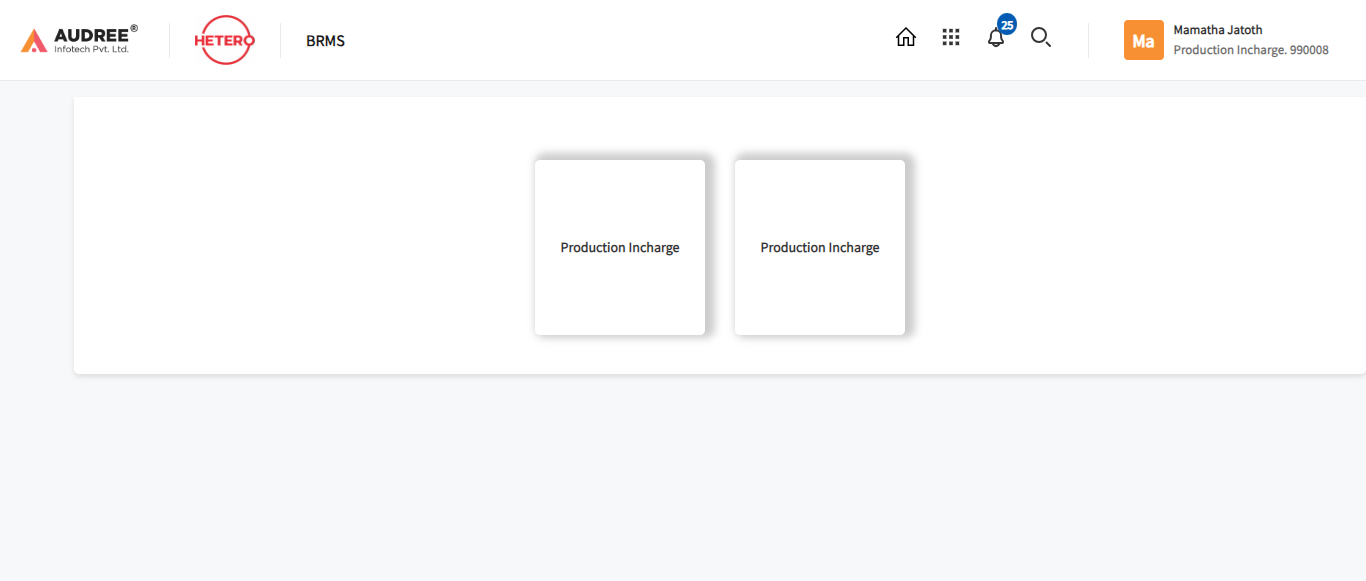 AUDREE®
Infotech Pvt. Ltd.
HETERO
BRMS
25
Ma
Mamatha Jatoth
Production Incharge. 990008
Production Incharge
Production Incharge